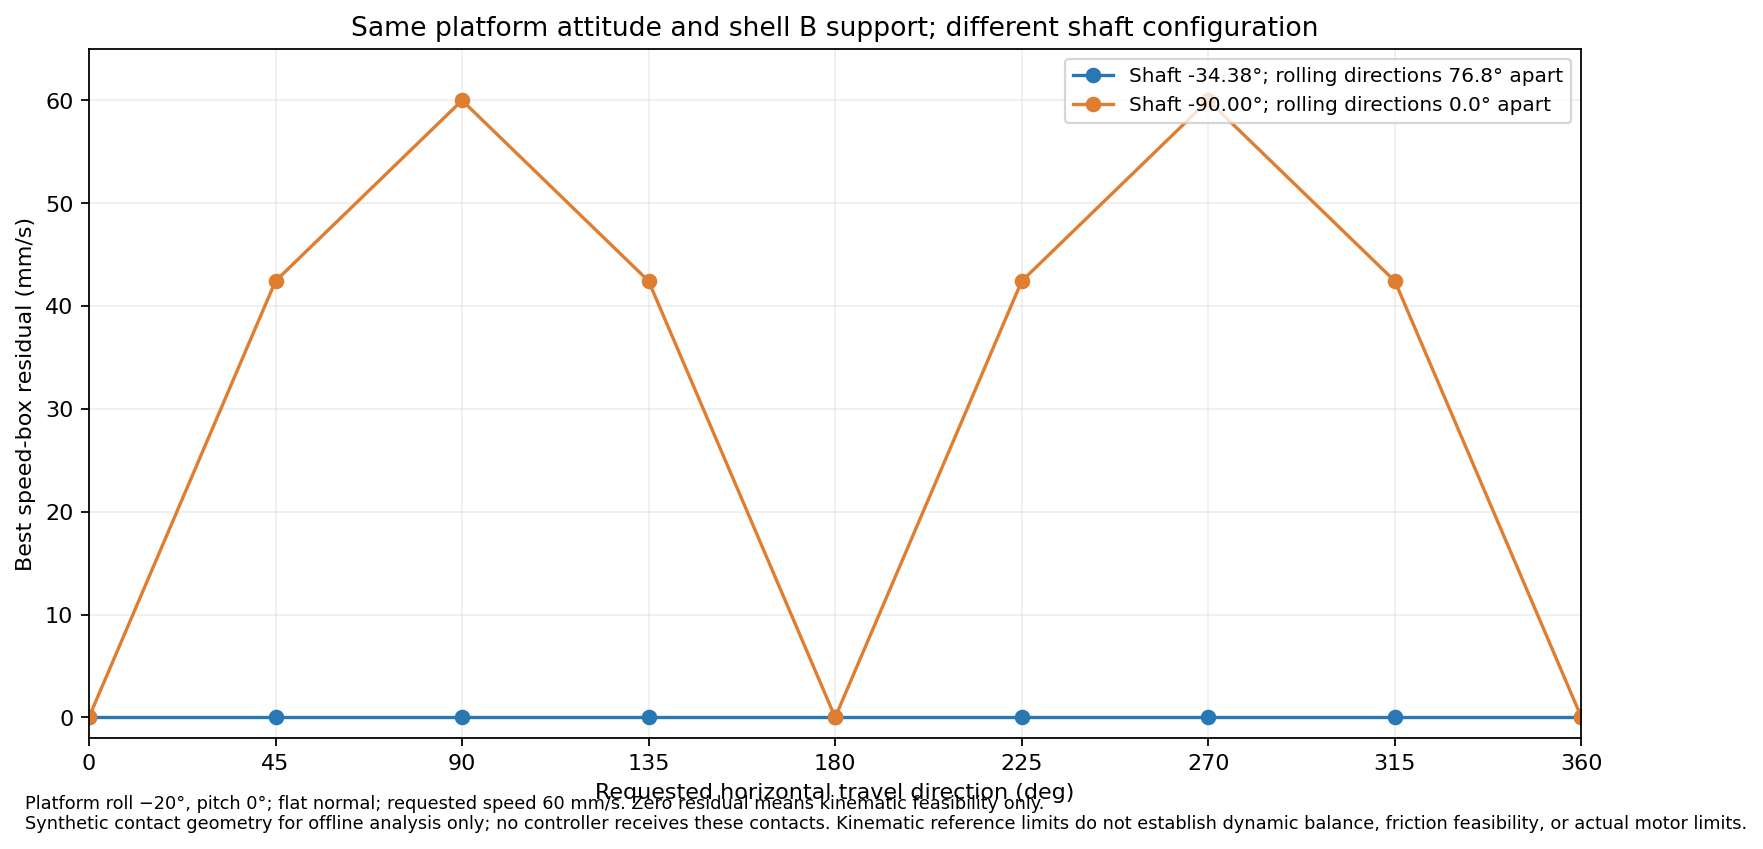 Same platform attitude and shell B support; different shaft configuration
Shaft -34.38°; rolling directions 76.8° apart
Shaft -90.00°; rolling directions 0.0° apart
Best speed-box residual (mm/s)
60
50
40
30
20
10
0
0 45 90 135 180 225 270 315 360
Requested horizontal travel direction (deg)
Platform roll −20°, pitch 0°; flat normal; requested speed 60 mm/s. Zero residual means kinematic feasibility only.
Synthetic contact geometry for offline analysis only; no controller receives these contacts. Kinematic reference limits do not establish dynamic balance, friction feasibility, or actual motor limits.